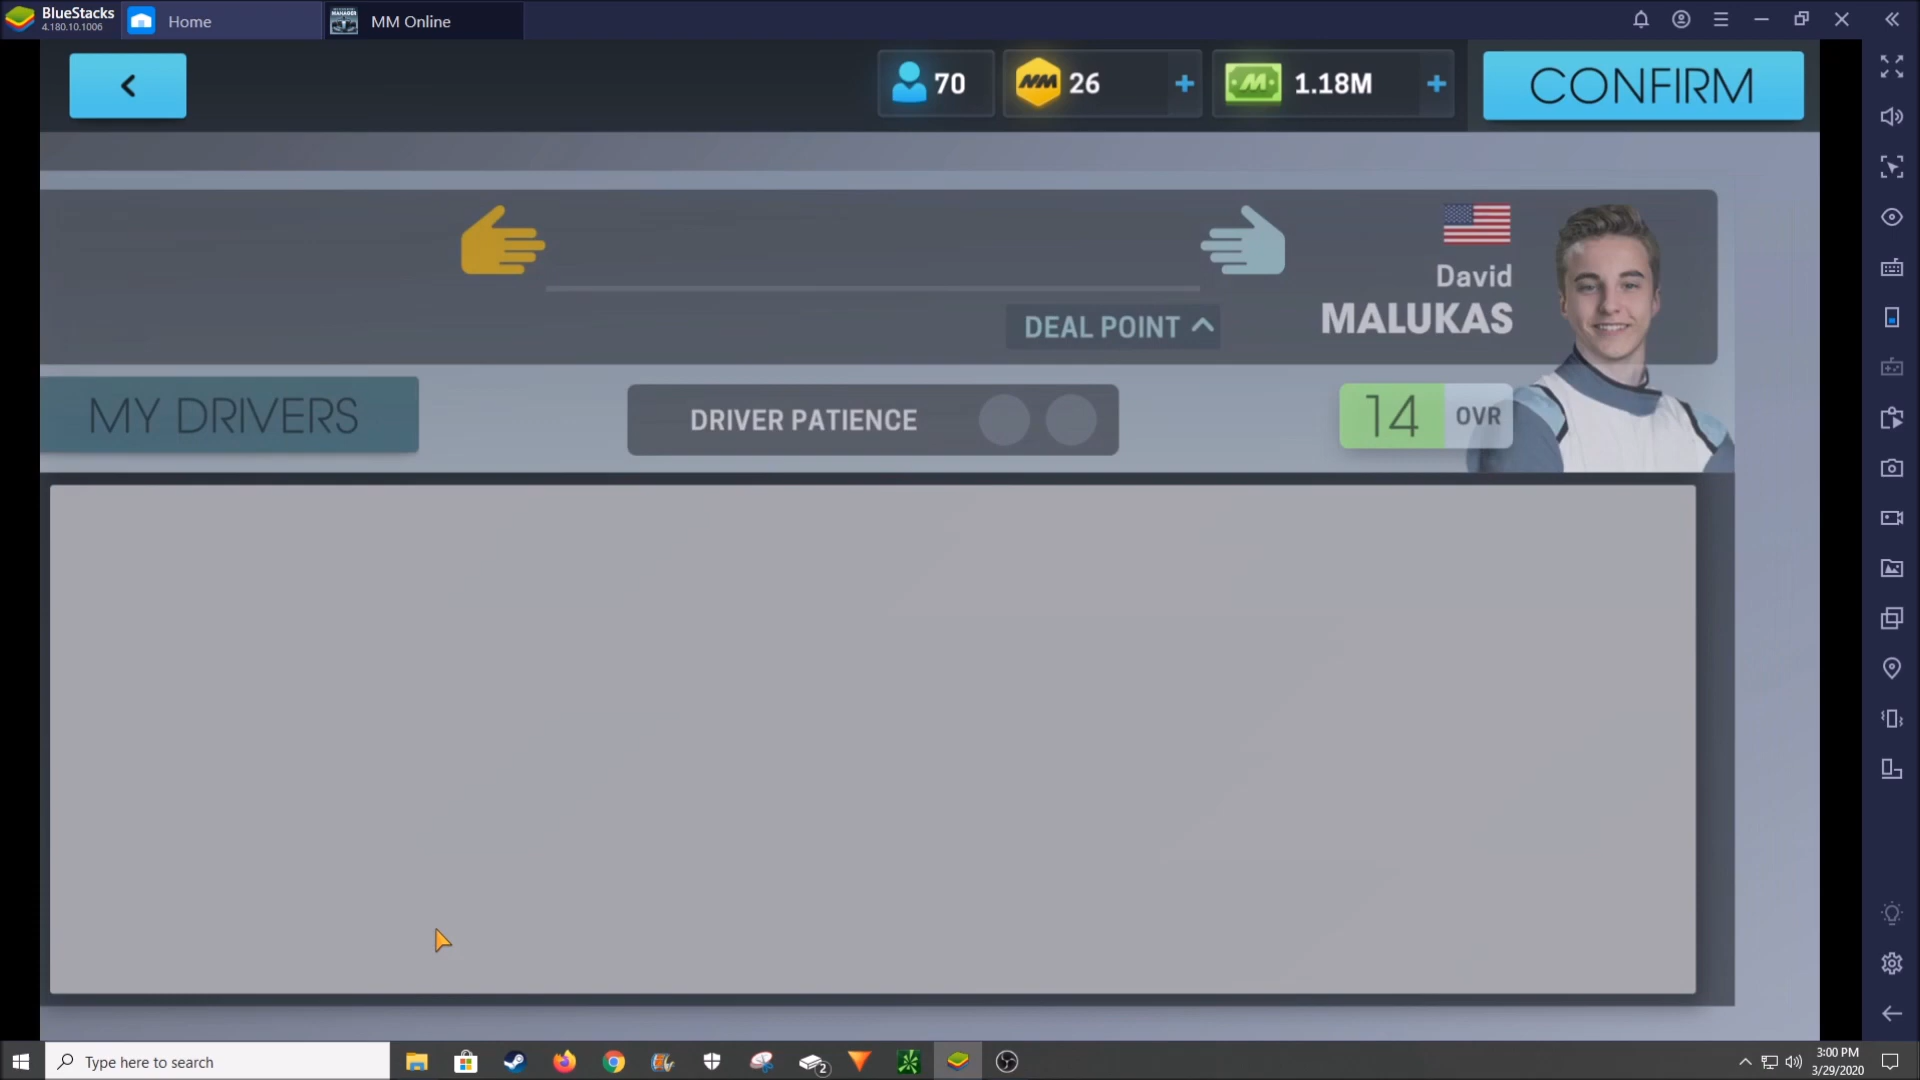 BlueStacks
4.180.10.1006
Home
MM Online
70
26
+
1.18M
+
CONFIRM
David
MALUKAS
DEAL POINT
MY DRIVERS
DRIVER PATIENCE
14
OVR
Type here to search
2
3:00 PM
3/29/2020